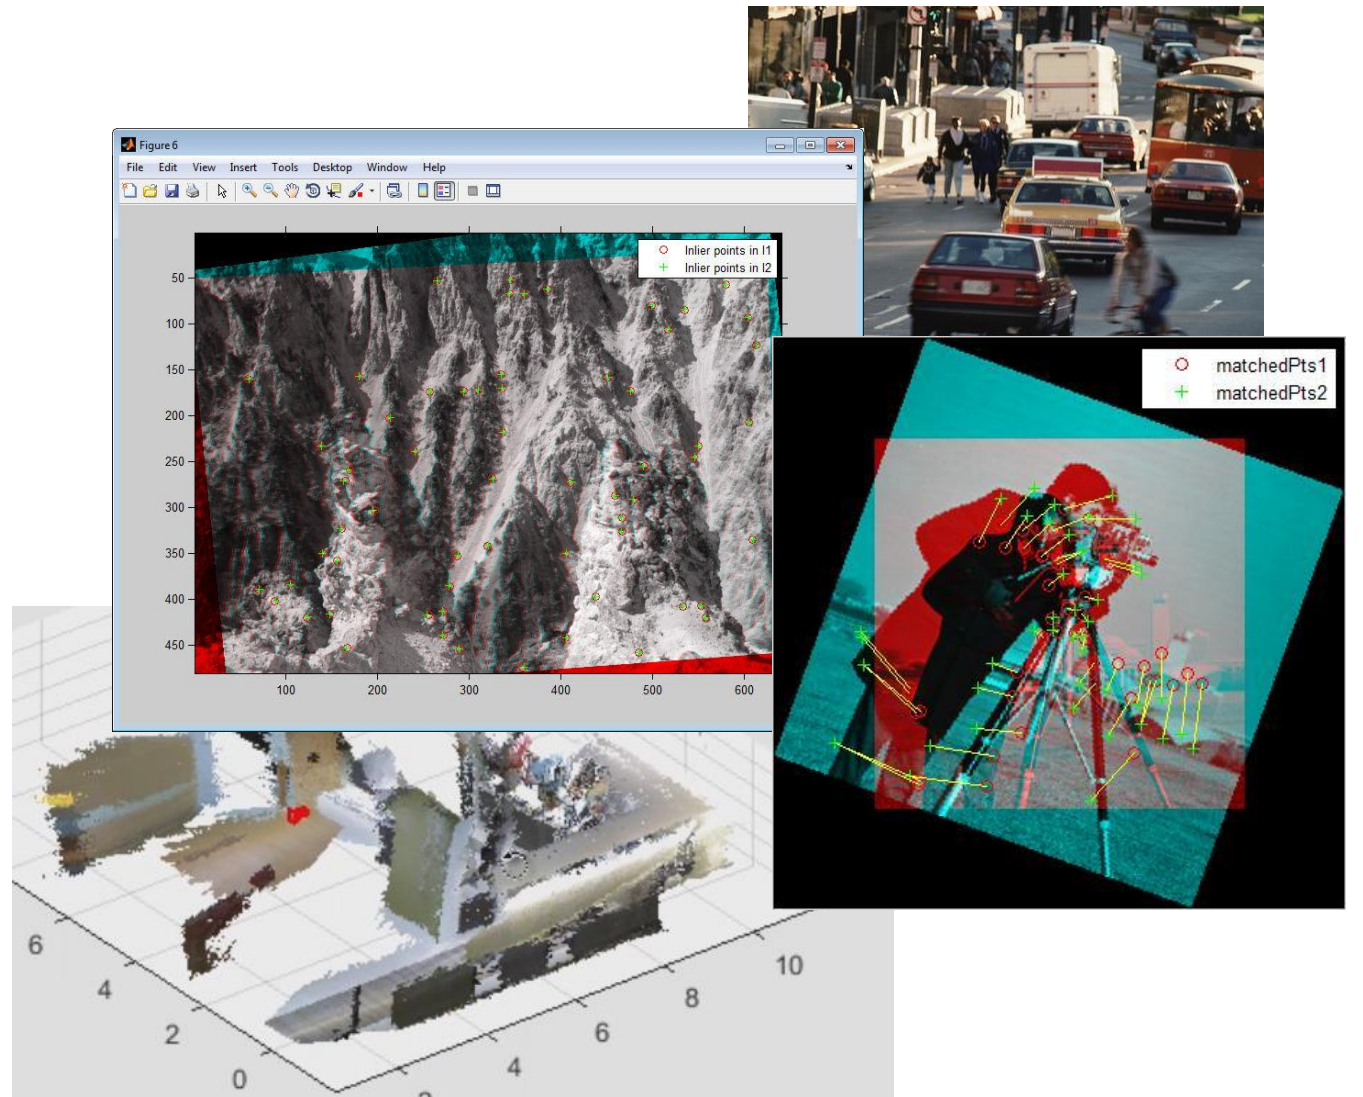 Figure 6
File Edit View Insert Tools Desktop Window Help
Inlier points in I1
Inlier points in I2
50
100
150
200
250
300
350
400
450
100 200 300 400 500 600
matchedPts1
matchedPts2
6
4
2
0
4
6
8
10